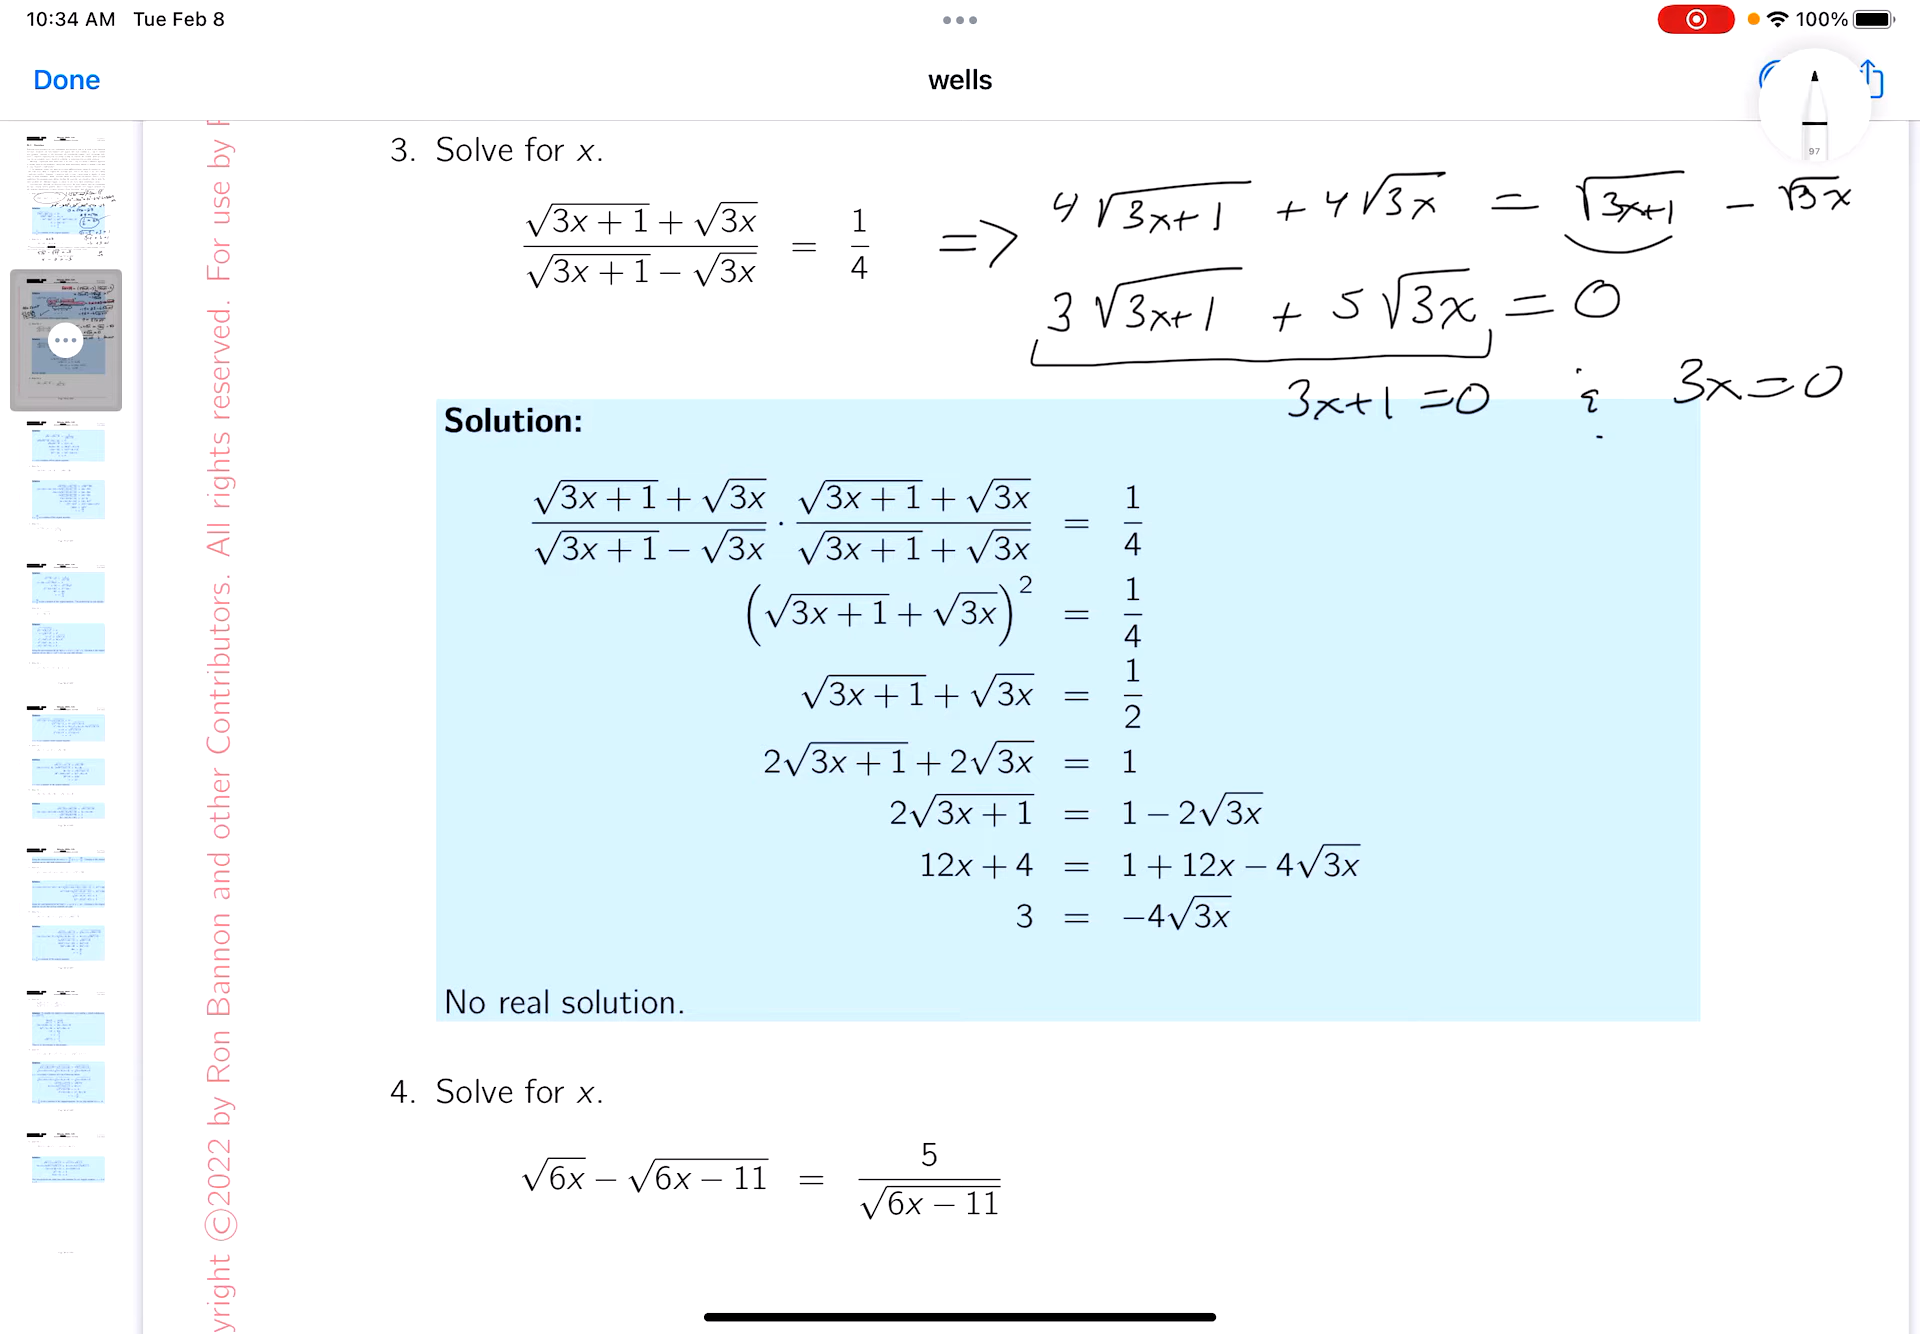 10:34 AM Tue Feb 8
100%
Done
wells
97
yright ©2022 by Ron Bannon and other Contributors. All rights reserved. For use by
3. Solve for x.
(√(3x + 1) + √(3x)) / (√(3x + 1) − √(3x)) = 1/4
=> 4√(3x+1) + 4√(3x) = √(3x+1) − √(3x)
3√(3x+1) + 5√(3x) = 0
3x+1 = 0 & 3x = 0
Solution:
(√(3x + 1) + √(3x)) / (√(3x + 1) − √(3x)) · (√(3x + 1) + √(3x)) / (√(3x + 1) + √(3x)) = 1/4
(√(3x + 1) + √(3x))² = 1/4
√(3x + 1) + √(3x) = 1/2
2√(3x + 1) + 2√(3x) = 1
2√(3x + 1) = 1 − 2√(3x)
12x + 4 = 1 + 12x − 4√(3x)
3 = −4√(3x)
No real solution.
4. Solve for x.
√(6x) − √(6x − 11) = 5 / √(6x − 11)